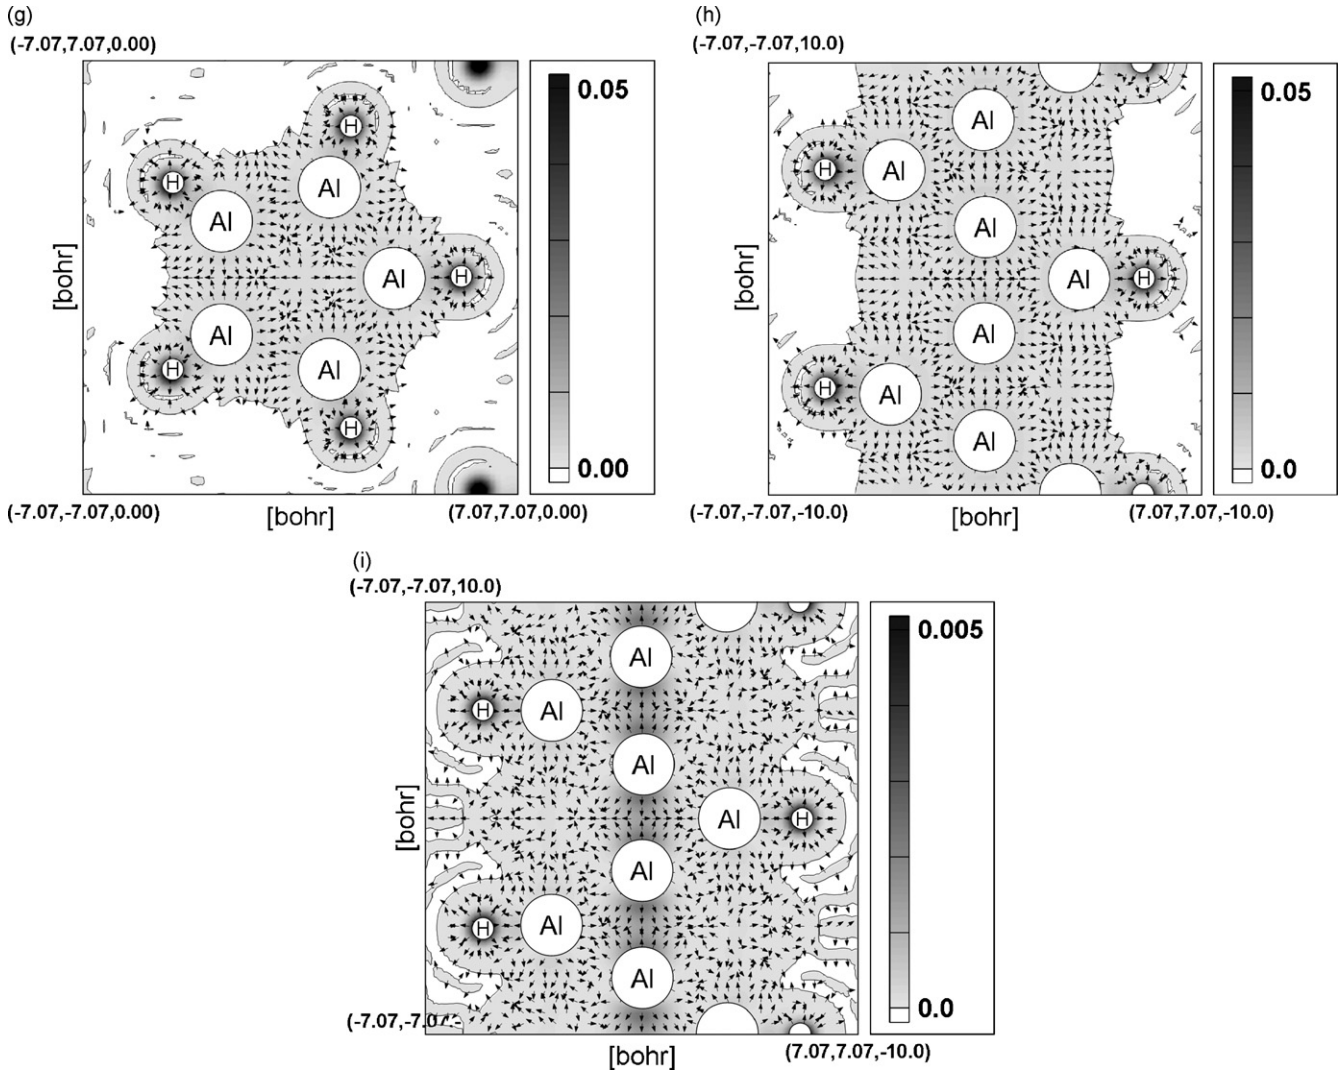 (g)
(-7.07,7.07,0.00)
H
H
Al
Al
Al
H
Al
Al
H
H
[bohr]
0.05
0.00
(-7.07,-7.07,0.00)
[bohr]
(7.07,7.07,0.00)
(h)
(-7.07,-7.07,10.0)
Al
H
Al
Al
Al
H
Al
H
Al
Al
[bohr]
0.05
0.0
(-7.07,-7.07,-10.0)
[bohr]
(7.07,7.07,-10.0)
(i)
(-7.07,-7.07,10.0)
Al
H
Al
Al
Al
H
Al
H
Al
Al
[bohr]
0.005
0.0
(-7.07,-7.07
[bohr]
(7.07,7.07,-10.0)